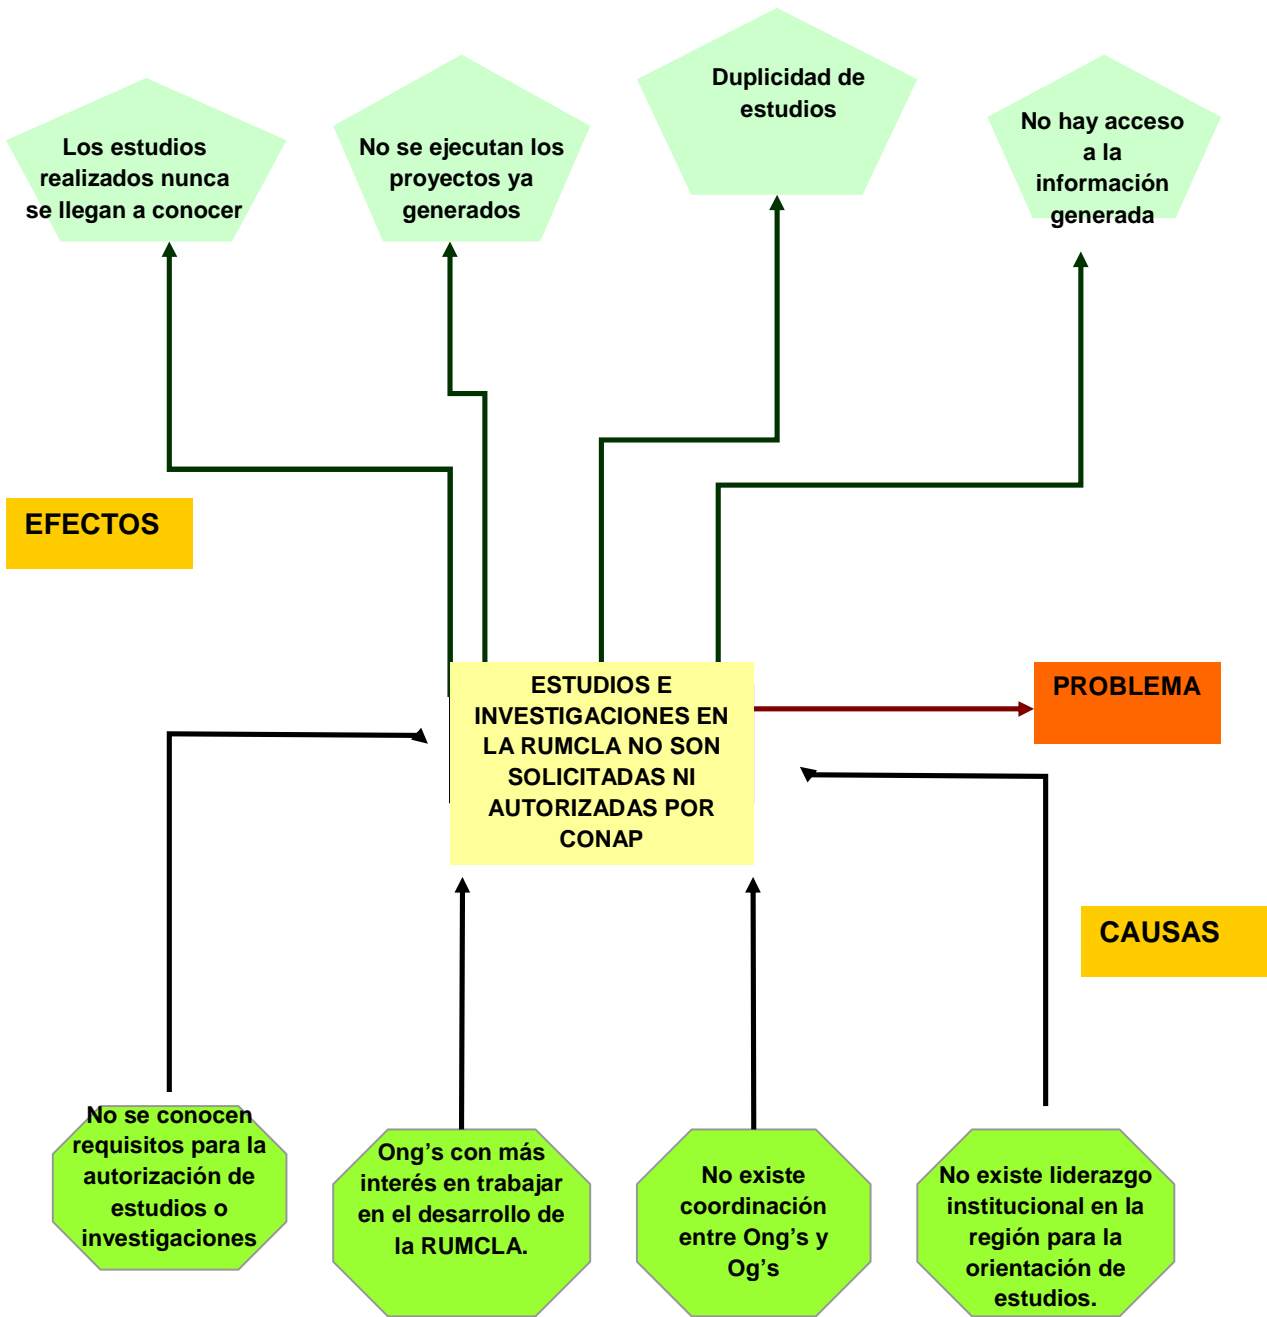 Los estudios
realizados nunca
se llegan a conocer
No se ejecutan los
proyectos ya
generados
Duplicidad de
estudios
No hay acceso
a la
información
generada
EFECTOS
ESTUDIOS E
INVESTIGACIONES EN
LA RUMCLA NO SON
SOLICITADAS NI
AUTORIZADAS POR
CONAP
PROBLEMA
CAUSAS
No se conocen
requisitos para la
autorización de
estudios o
investigaciones
Ong’s con más
interés en trabajar
en el desarrollo de
la RUMCLA.
No existe
coordinación
entre Ong’s y
Og’s
No existe liderazgo
institucional en la
región para la
orientación de
estudios.